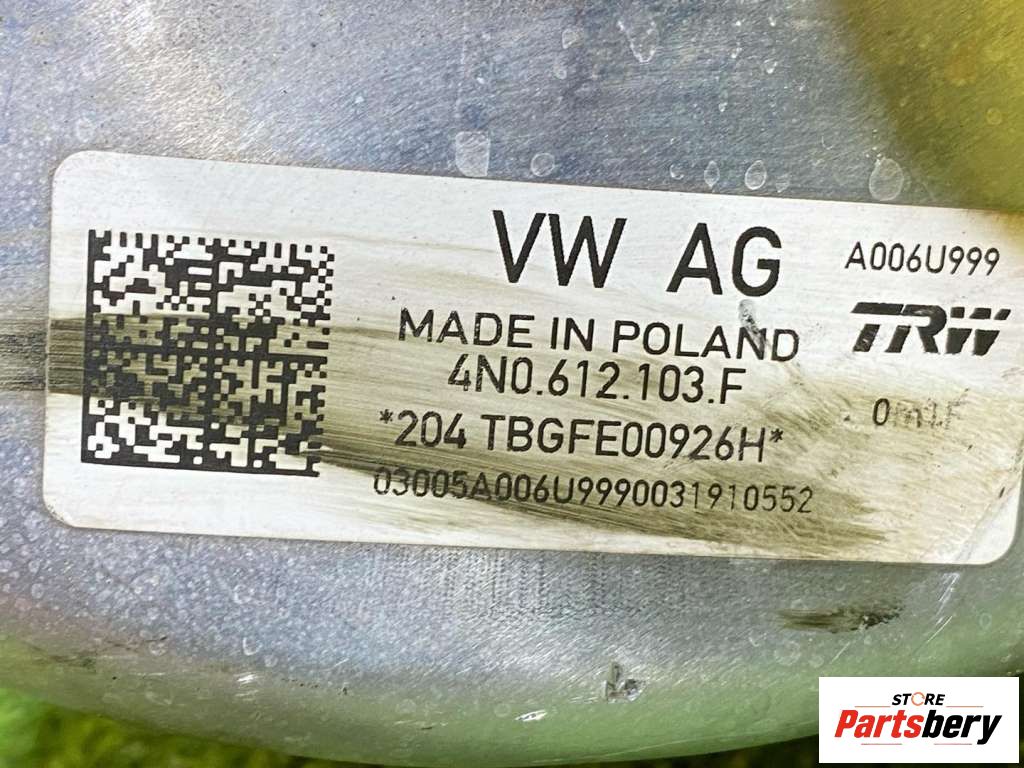 VW AG
A006U999
TRW
MADE IN POLAND
4N0.612.103.F
*204 TBGFE00926H*
03005A006U9990031910552
STORE
Partsbery